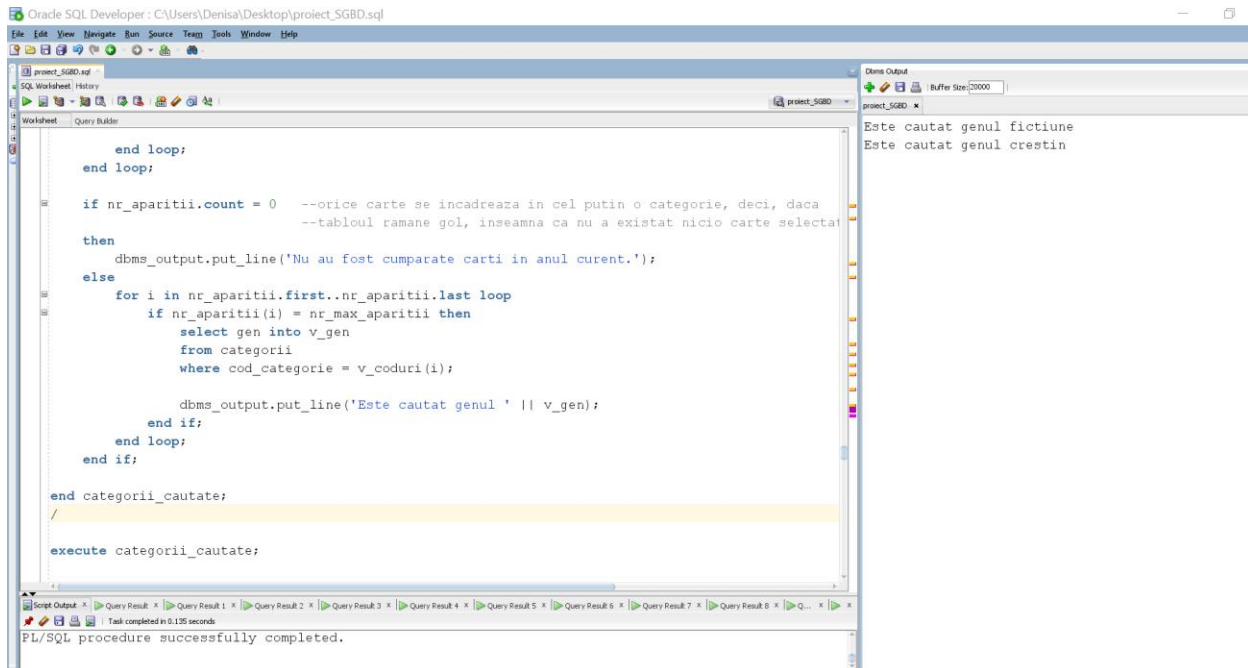 Oracle SQL Developer : C:\Users\Denisa\Desktop\proiect_SGBD.sql
File Edit View Navigate Run Source Team Tools Window Help
proiect_SGBD.sql
SQL Worksheet History
proiect_SGBD
Worksheet Query Builder
end loop;
end loop;
if nr_aparitii.count = 0 --orice carte se incadreaza in cel putin o categorie, deci, daca
--tabloul ramane gol, inseamna ca nu a existat nicio carte selectat
then
dbms_output.put_line('Nu au fost cumparate carti in anul curent.');
else
for i in nr_aparitii.first..nr_aparitii.last loop
if nr_aparitii(i) = nr_max_aparitii then
select gen into v_gen
from categorii
where cod_categorie = v_coduri(i);
dbms_output.put_line('Este cautat genul ' || v_gen);
end if;
end loop;
end if;
end categorii_cautate;
/
execute categorii_cautate;
Script Output x Query Result x Query Result 1 x Query Result 2 x Query Result 3 x Query Result 4 x Query Result 5 x Query Result 6 x Query Result 7 x Query Result 8 x Q... x
Task completed in 0.135 seconds
PL/SQL procedure successfully completed.
Dbms Output
Buffer Size: 20000
proiect_SGBD x
Este cautat genul fictiune
Este cautat genul crestin